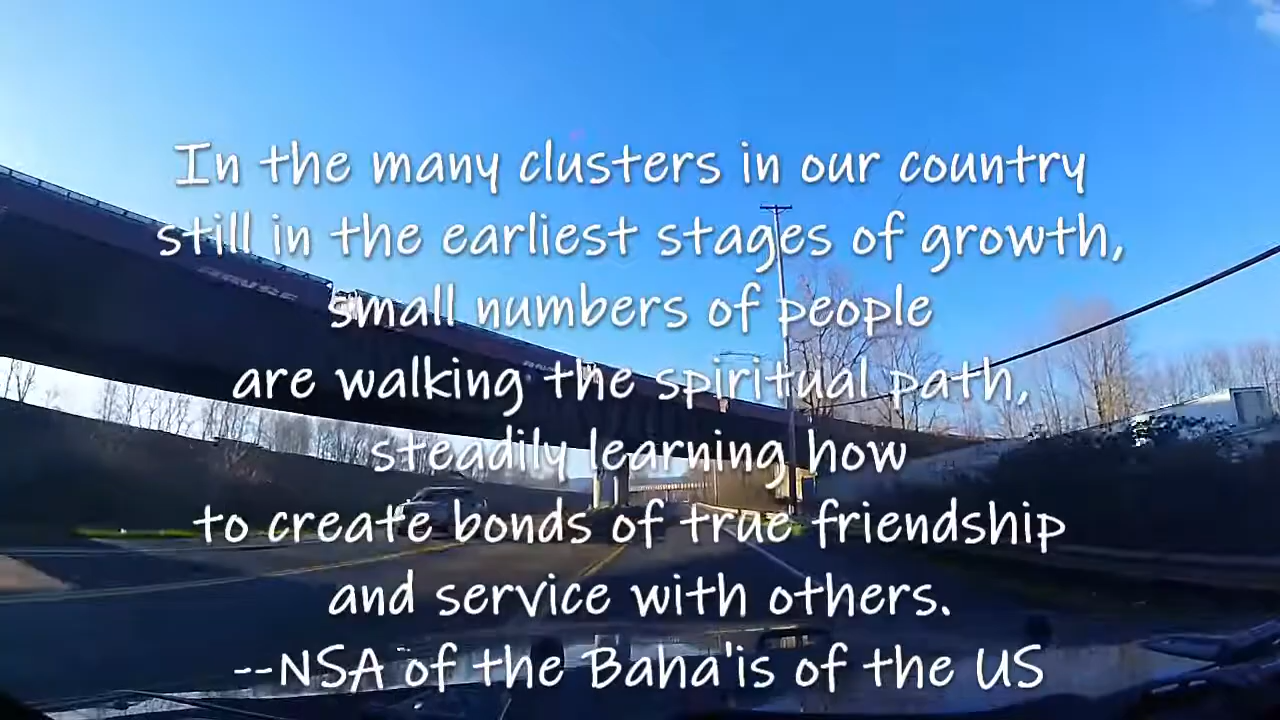 In the many clusters in our country
still in the earliest stages of growth,
small numbers of people
are walking the spiritual path,
steadily learning how
to create bonds of true friendship
and service with others.
--NSA of the Baha'is of the US